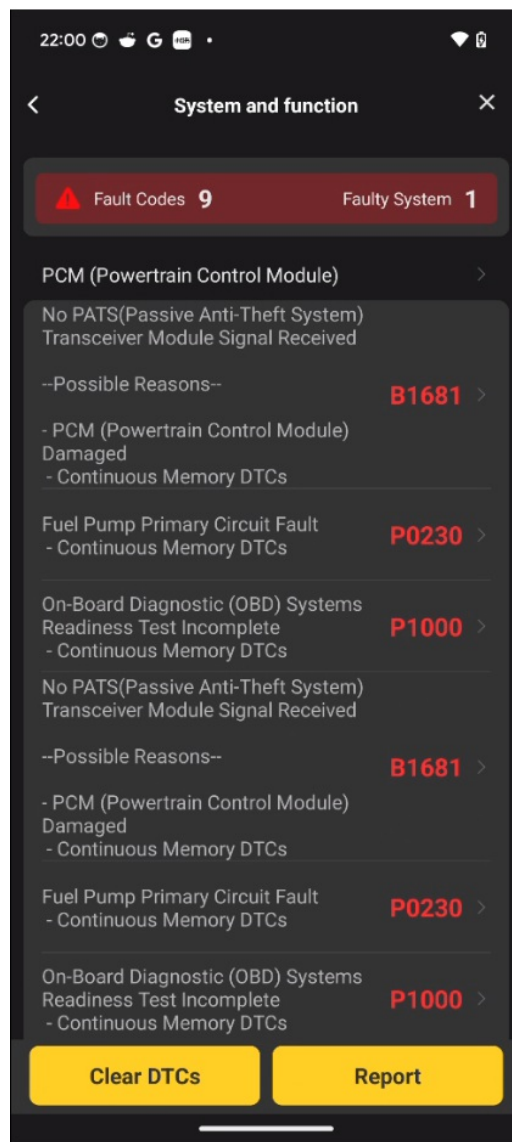 22:00 G
System and function
Fault Codes 9 Faulty System 1
PCM (Powertrain Control Module)
No PATS(Passive Anti-Theft System)
Transceiver Module Signal Received
--Possible Reasons--
B1681
- PCM (Powertrain Control Module)
Damaged
- Continuous Memory DTCs
Fuel Pump Primary Circuit Fault
- Continuous Memory DTCs
P0230
On-Board Diagnostic (OBD) Systems
Readiness Test Incomplete
- Continuous Memory DTCs
P1000
No PATS(Passive Anti-Theft System)
Transceiver Module Signal Received
--Possible Reasons--
B1681
- PCM (Powertrain Control Module)
Damaged
- Continuous Memory DTCs
Fuel Pump Primary Circuit Fault
- Continuous Memory DTCs
P0230
On-Board Diagnostic (OBD) Systems
Readiness Test Incomplete
- Continuous Memory DTCs
P1000
Clear DTCs Report